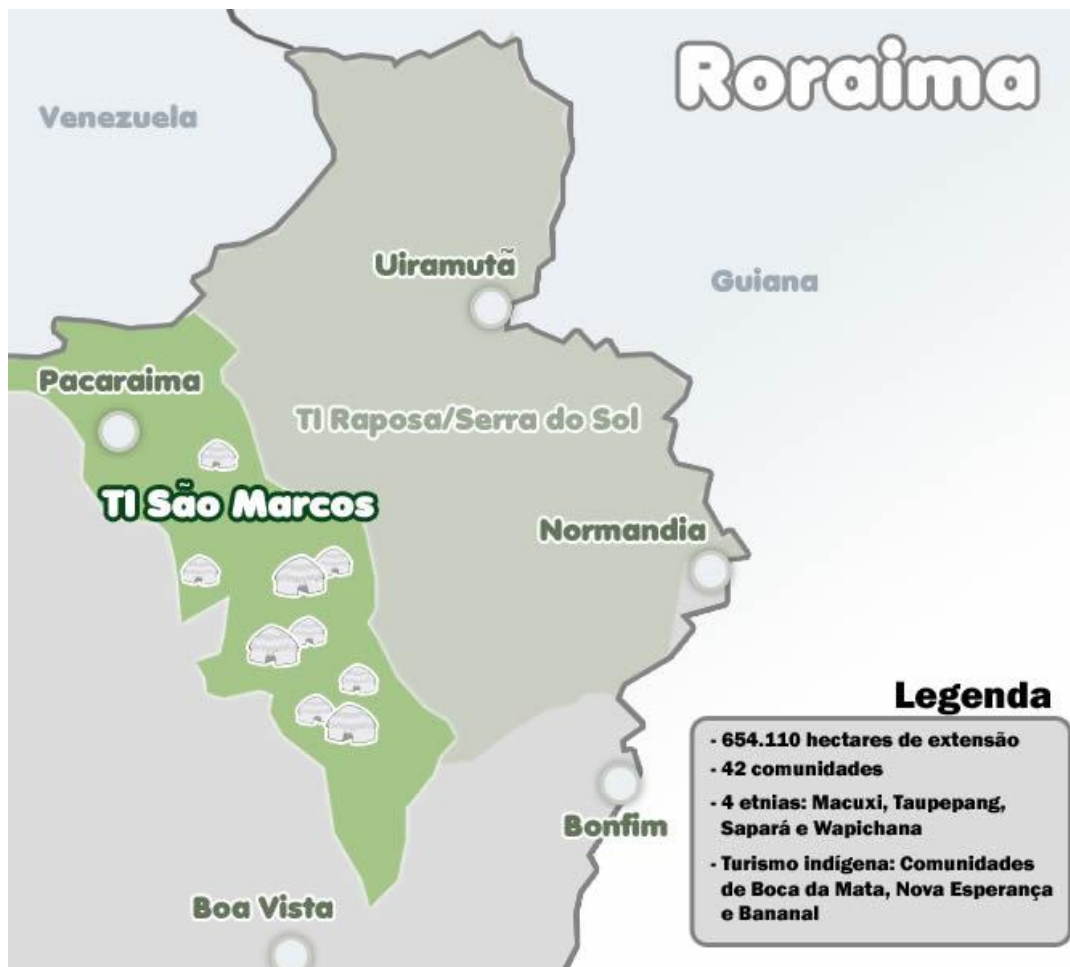 Roraima
Venezuela
Uiramutã
Guiana
Pacaraima
TI Raposa/Serra do Sol
TI São Marcos
Normandia
Legenda
- 654.110 hectares de extensão
- 42 comunidades
- 4 etnias: Macuxi, Taupepang,
Sapará e Wapichana
- Turismo indígena: Comunidades
de Boca da Mata, Nova Esperança
e Bananal
Bonfim
Boa Vista